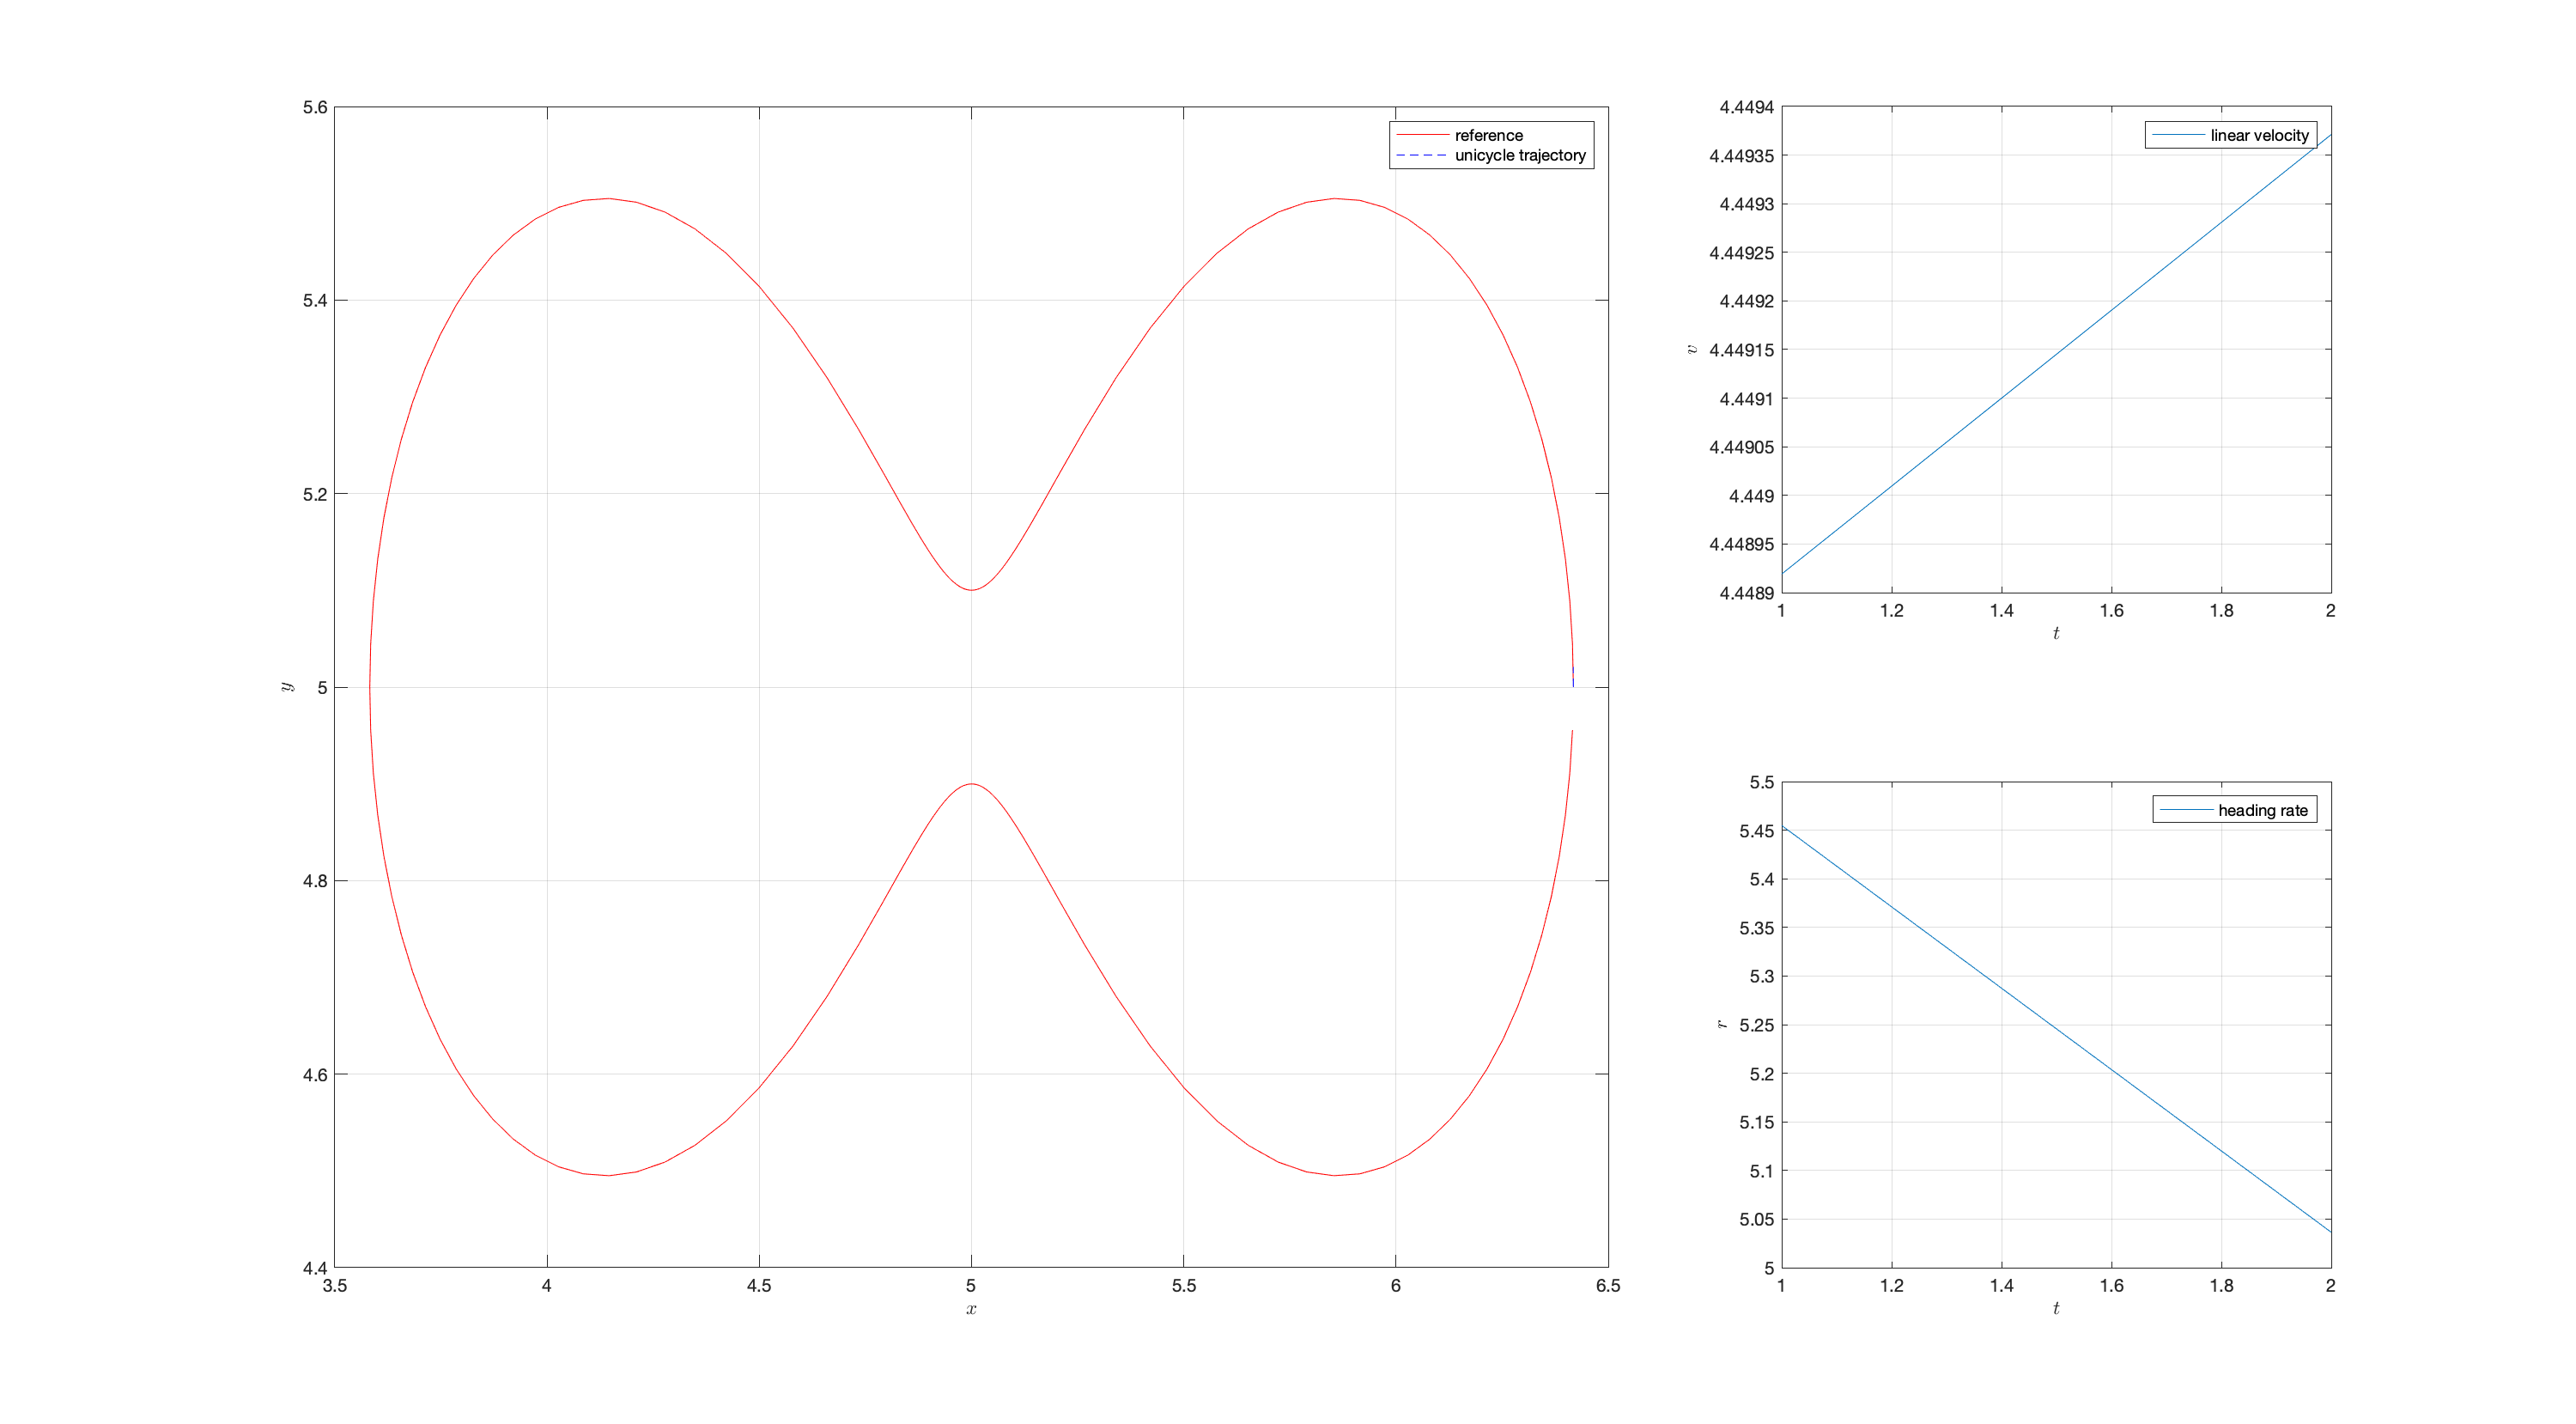 5.6
5.4
5.2
5
4.8
4.6
4.4
y
3.5 4 4.5 5 5.5 6 6.5
x
reference
unicycle trajectory
4.4494
4.44935
4.4493
4.44925
4.4492
4.44915
4.4491
4.44905
4.449
4.44895
4.4489
v
1 1.2 1.4 1.6 1.8 2
t
linear velocity
5.5
5.45
5.4
5.35
5.3
5.25
5.2
5.15
5.1
5.05
5
r
1 1.2 1.4 1.6 1.8 2
t
heading rate